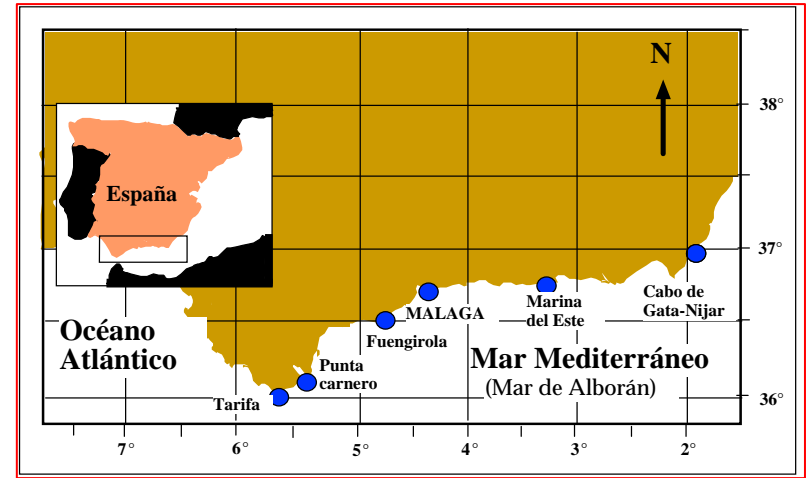 N
38°
España
37°
Cabo de
Gata-Nijar
Marina
del Este
MALAGA
Fuengirola
Océano
Atlántico
Mar Mediterráneo
(Mar de Alborán)
Punta
carnero
Tarifa
36°
7°
6°
5°
4°
3°
2°